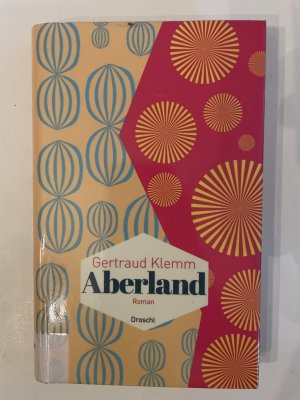 Gertraud Klemm
Aberland
Roman
Droschl